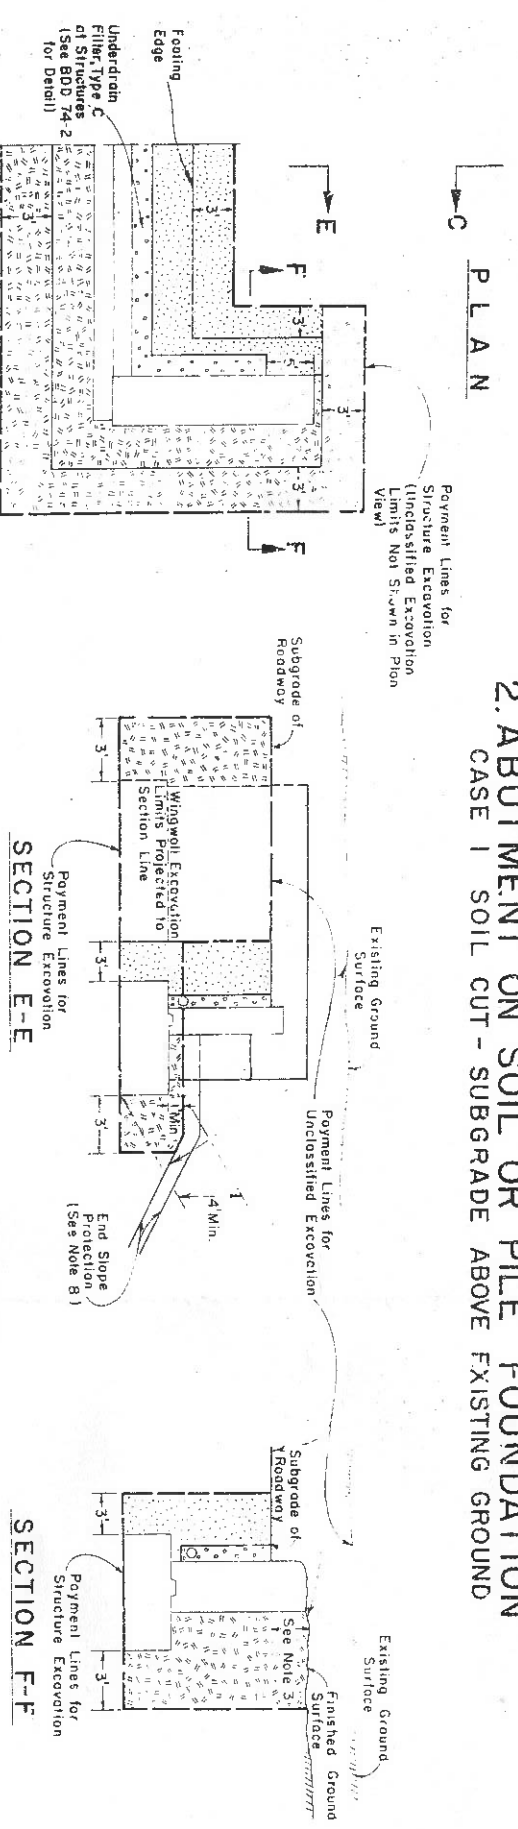 2. ABUTMENT ON SOIL OR PILE FOUNDATION
CASE 1 SOIL CUT - SUBGRADE ABOVE EXISTING GROUND
PLAN
C
E
F
F
Footing
Edge
Underdrain
Filter, Type C
at Structures
(See BDD 74-2
for Detail)
Payment Lines for
Structure Excavation
(Unclassified Excavation
Limits Not Shown in Plan
View)
3'
3'
3'
5'
3'
3'
Subgrade of
Roadway
Existing Ground
Surface
Payment Lines for
Unclassified Excavation
Wingwall Excavation
Limits Projected to
Section Line
3'
3'
3'
1' Min
4' Min.
1
End Slope
Protection
(See Note 8)
Payment Lines for
Structure Excavation
SECTION E-E
Existing Ground
Surface
Finished Ground
Surface
Subgrade of
Roadway
See Note 3
3'
3'
Payment Lines for
Structure Excavation
SECTION F-F